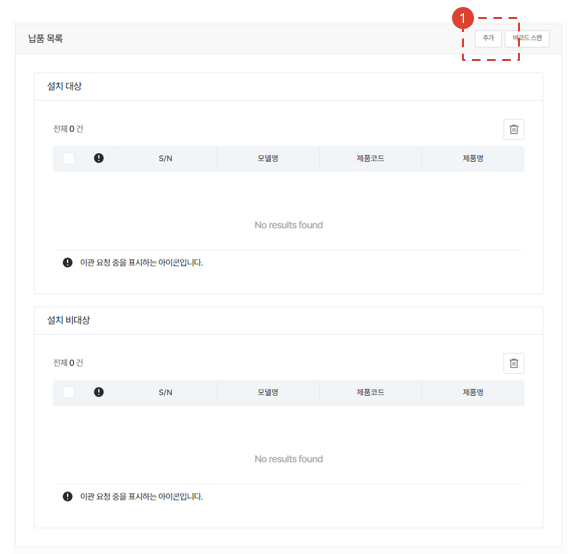 1
납품 목록
추가 바코드 스캔
설치 대상
전체 0 건
S/N 모델명 제품코드 제품명
No results found
이관 요청 중을 표시하는 아이콘입니다.
설치 비대상
전체 0 건
S/N 모델명 제품코드 제품명
No results found
이관 요청 중을 표시하는 아이콘입니다.